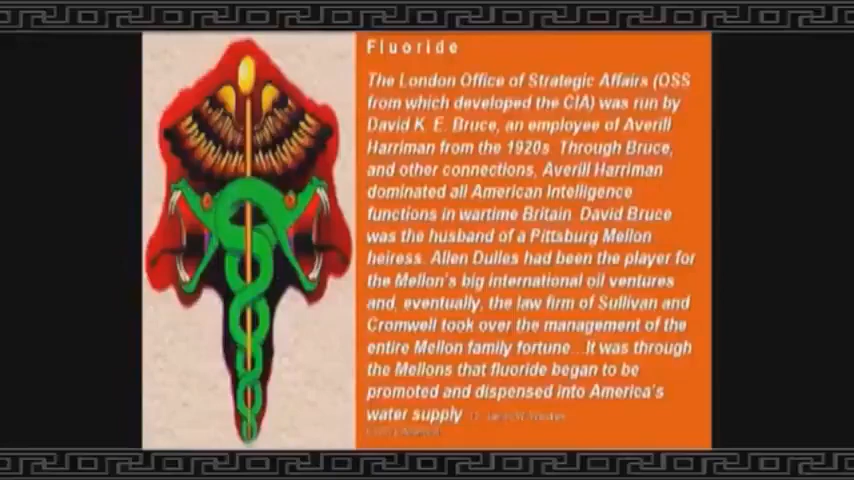 Fluoride
The London Office of Strategic Affairs (OSS
from which developed the CIA) was run by
David K. E. Bruce, an employee of Averill
Harriman from the 1920s. Through Bruce,
and other connections, Averill Harriman
dominated all American Intelligence
functions in wartime Britain. David Bruce
was the husband of a Pittsburg Mellon
heiress. Allen Dulles had been the player for
the Mellon's big international oil ventures
and, eventually, the law firm of Sullivan and
Cromwell took over the management of the
entire Mellon family fortune...It was through
the Mellons that fluoride began to be
promoted and dispensed into America's
water supply